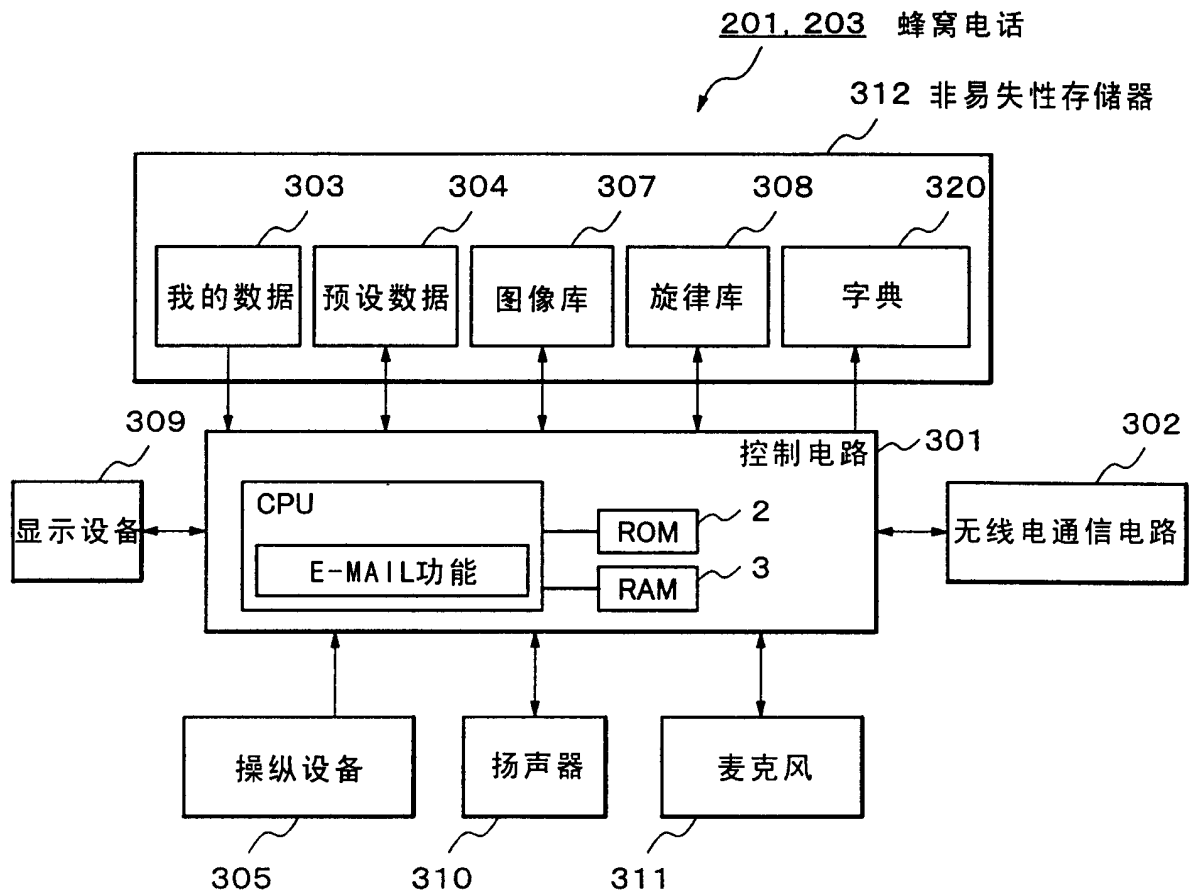 201, 203 蜂窝电话
312 非易失性存储器
303 304 307 308 320
我的数据 预设数据 图像库 旋律库 字典
309 控制电路 301 302
显示设备 CPU ROM 2 无线电通信电路
E-MAIL功能 RAM 3
操纵设备 扬声器 麦克风
305 310 311